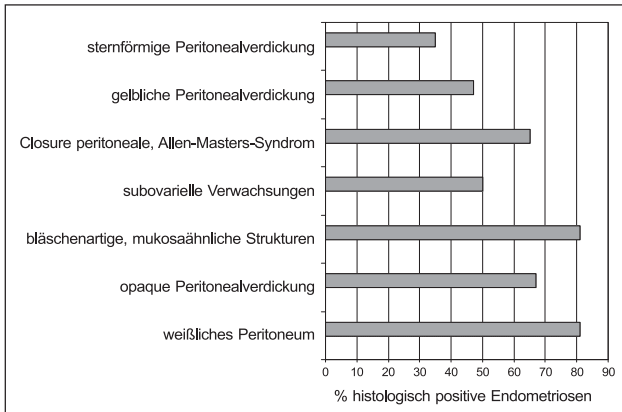 sternförmige Peritonealverdickung
gelbliche Peritonealverdickung
Closure peritoneale, Allen-Masters-Syndrom
subovarielle Verwachsungen
bläschenartige, mukosaähnliche Strukturen
opaque Peritonealverdickung
weißliches Peritoneum
0 10 20 30 40 50 60 70 80 90
% histologisch positive Endometriosen